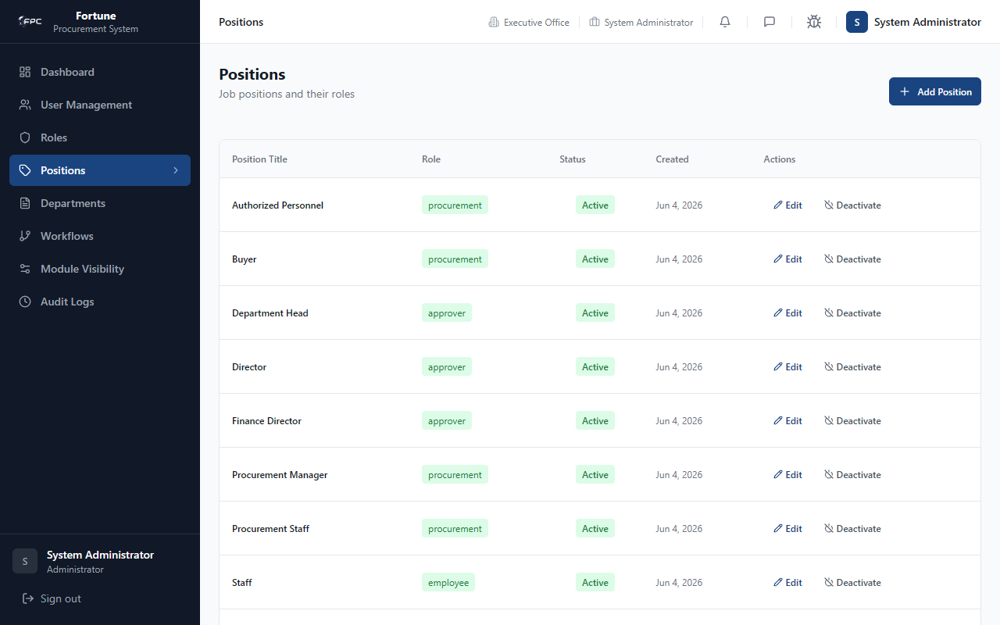 FPC
Fortune
Procurement System
Dashboard
User Management
Roles
Positions
Departments
Workflows
Module Visibility
Audit Logs
S
System Administrator
Administrator
Sign out
Positions
Executive Office
System Administrator
S
System Administrator
Positions
Job positions and their roles
Add Position
Position Title Role Status Created Actions
Authorized Personnel procurement Active Jun 4, 2026 Edit Deactivate
Buyer procurement Active Jun 4, 2026 Edit Deactivate
Department Head approver Active Jun 4, 2026 Edit Deactivate
Director approver Active Jun 4, 2026 Edit Deactivate
Finance Director approver Active Jun 4, 2026 Edit Deactivate
Procurement Manager procurement Active Jun 4, 2026 Edit Deactivate
Procurement Staff procurement Active Jun 4, 2026 Edit Deactivate
Staff employee Active Jun 4, 2026 Edit Deactivate